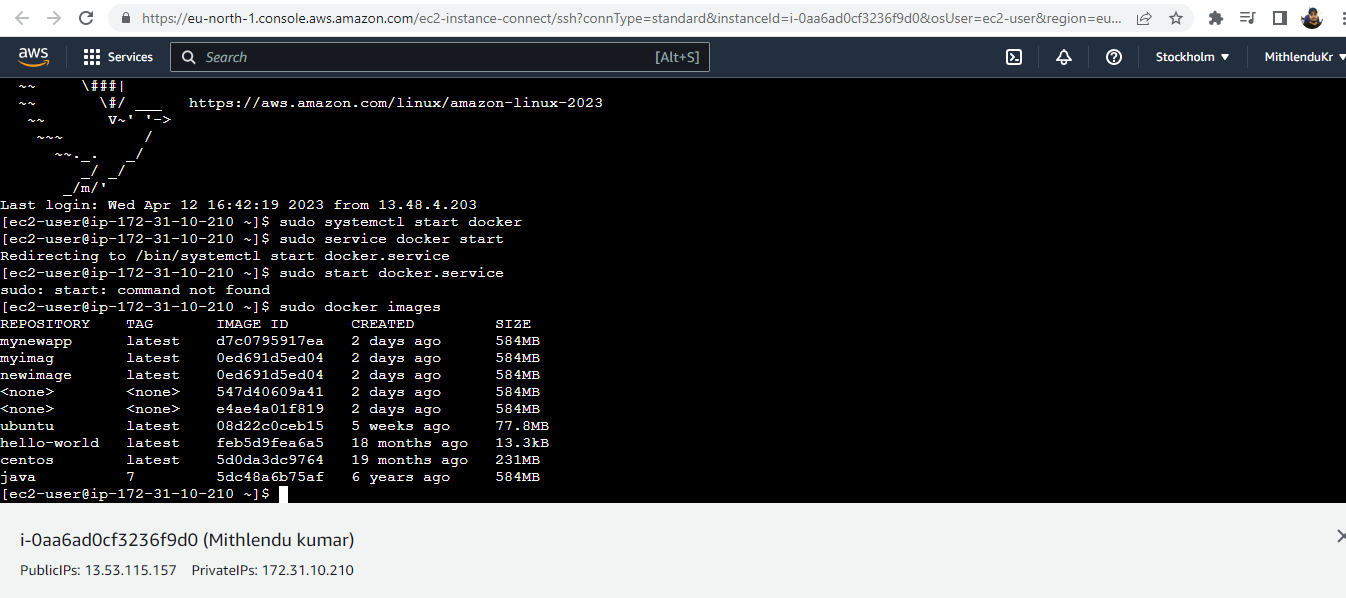 https://eu-north-1.console.aws.amazon.com/ec2-instance-connect/ssh?connType=standard&instanceId=i-0aa6ad0cf3236f9d0&osUser=ec2-user&region=eu...
aws Services Search [Alt+S] Stockholm ▼ MithlenduKr ▼
~~      \###|
~~        \#/ ___   https://aws.amazon.com/linux/amazon-linux-2023
~~       V~' '->
~~~         /
~~._.   _/
_/ _/
_/m/'
Last login: Wed Apr 12 16:42:19 2023 from 13.48.4.203
[ec2-user@ip-172-31-10-210 ~]$ sudo systemctl start docker
[ec2-user@ip-172-31-10-210 ~]$ sudo service docker start
Redirecting to /bin/systemctl start docker.service
[ec2-user@ip-172-31-10-210 ~]$ sudo start docker.service
sudo: start: command not found
[ec2-user@ip-172-31-10-210 ~]$ sudo docker images
REPOSITORY    TAG       IMAGE ID       CREATED         SIZE
mynewapp      latest    d7c0795917ea   2 days ago      584MB
myimag        latest    0ed691d5ed04   2 days ago      584MB
newimage      latest    0ed691d5ed04   2 days ago      584MB
<none>        <none>    547d40609a41   2 days ago      584MB
<none>        <none>    e4ae4a01f819   2 days ago      584MB
ubuntu        latest    08d22c0ceb15   5 weeks ago     77.8MB
hello-world   latest    feb5d9fea6a5   18 months ago   13.3kB
centos        latest    5d0da3dc9764   19 months ago   231MB
java          7         5dc48a6b75af   6 years ago     584MB
[ec2-user@ip-172-31-10-210 ~]$
i-0aa6ad0cf3236f9d0 (Mithlendu kumar)
PublicIPs: 13.53.115.157 PrivateIPs: 172.31.10.210